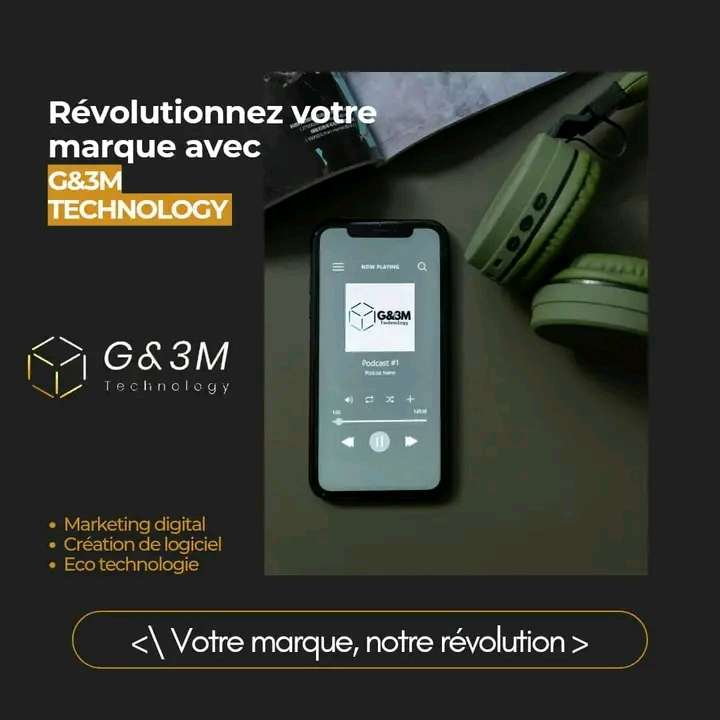 Révolutionnez votre
marque avec
G&3M
TECHNOLOGY
G&3M
Technology
NOW PLAYING
G&3M
Technology
Podcast #1
Podcast Name
• Marketing digital
• Création de logiciel
• Eco technologie
<\ Votre marque, notre révolution >